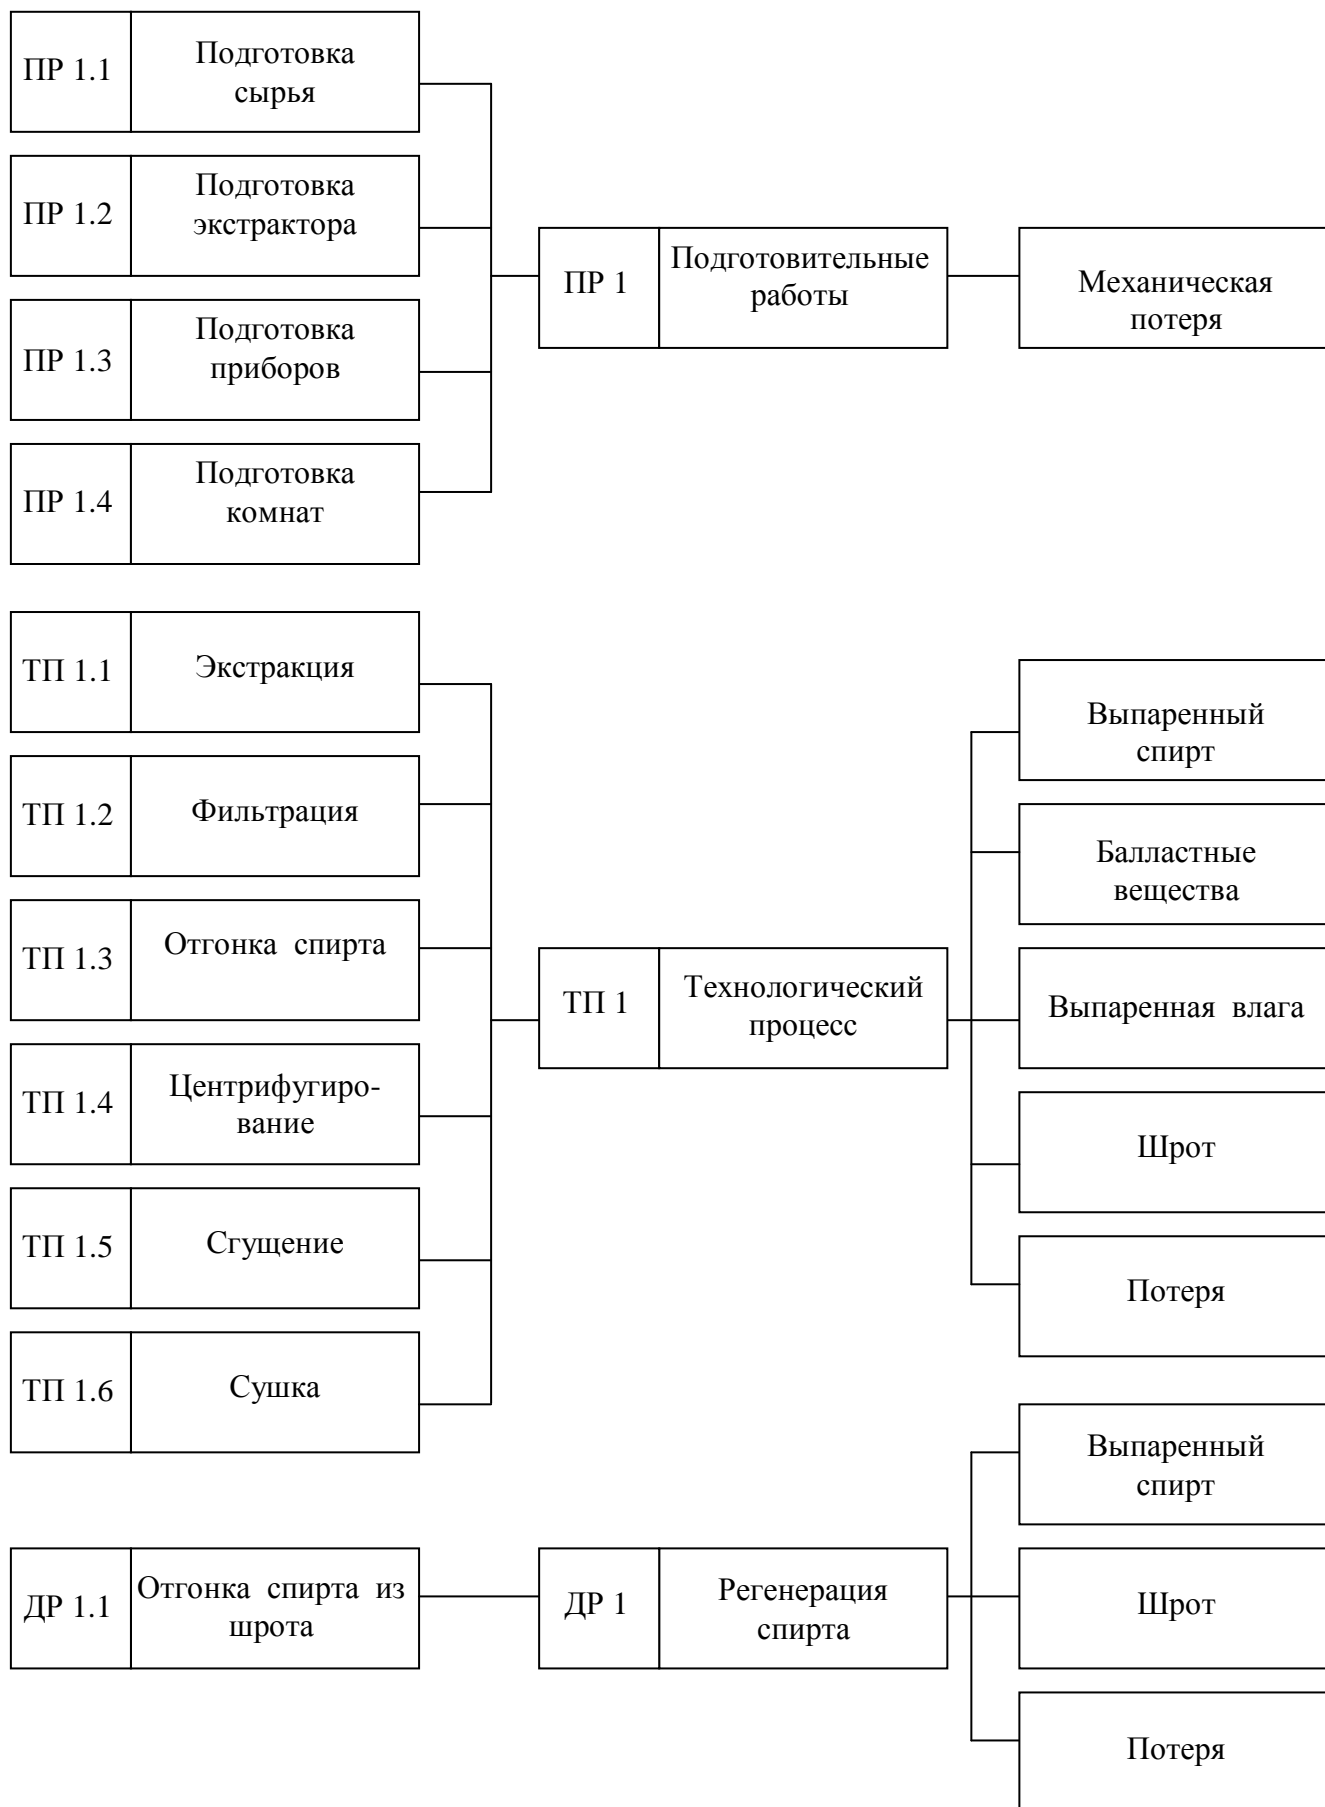 ПР 1.1
Подготовка
сырья
ПР 1.2
Подготовка
экстрактора
ПР 1.3
Подготовка
приборов
ПР 1.4
Подготовка
комнат
ПР 1
Подготовительные
работы
Механическая
потеря
ТП 1.1
Экстракция
ТП 1.2
Фильтрация
ТП 1.3
Отгонка спирта
ТП 1.4
Центрифугиро-
вание
ТП 1.5
Сгущение
ТП 1.6
Сушка
ТП 1
Технологический
процесс
Выпаренный
спирт
Балластные
вещества
Выпаренная влага
Шрот
Потеря
ДР 1.1
Отгонка спирта из
шрота
ДР 1
Регенерация
спирта
Выпаренный
спирт
Шрот
Потеря